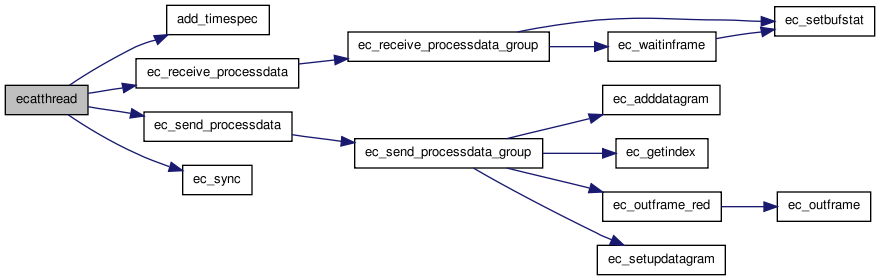 add_timespec
ec_setbufstat
ec_receive_processdata_group
ec_waitinframe
ec_receive_processdata
ecatthread
ec_adddatagram
ec_send_processdata
ec_send_processdata_group
ec_getindex
ec_sync
ec_outframe_red
ec_outframe
ec_setupdatagram